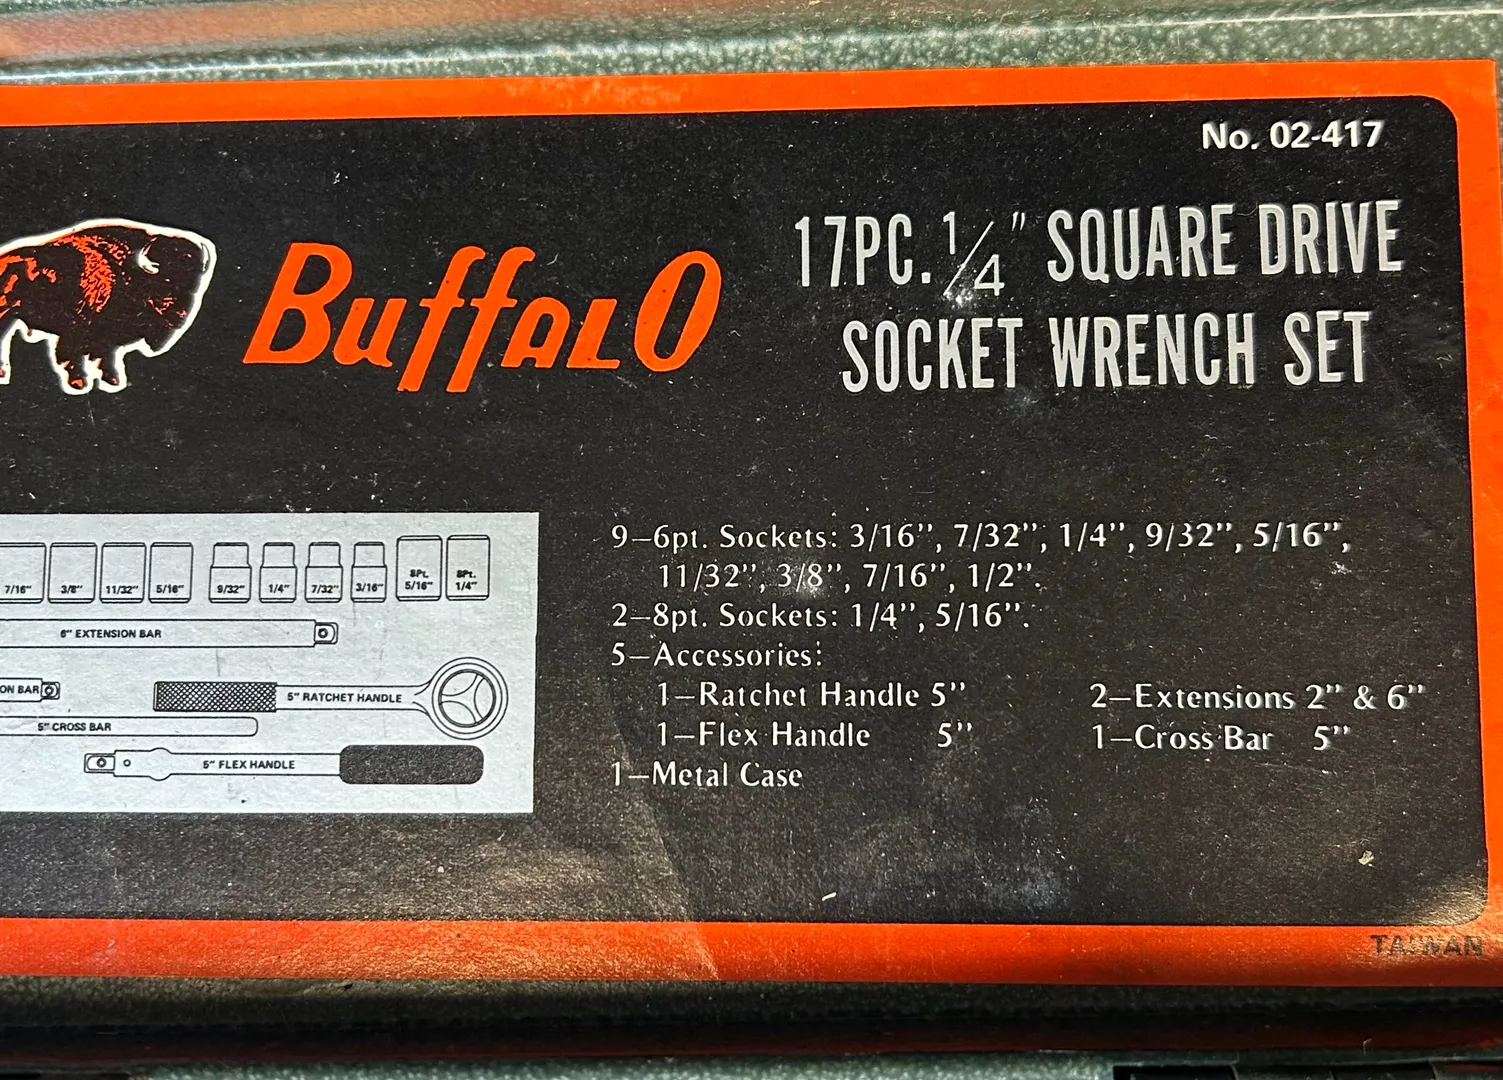 No. 02-417
Buffalo
17PC. 1/4" SQUARE DRIVE
SOCKET WRENCH SET
7/16" 3/8" 11/32" 5/16" 9/32" 1/4" 7/32" 3/16" 8Pt. 5/16" 8Pt. 1/4"
6" EXTENSION BAR
BAR
5" RATCHET HANDLE
5" CROSS BAR
5" FLEX HANDLE
9—6pt. Sockets: 3/16", 7/32", 1/4", 9/32", 5/16",
11/32", 3/8", 7/16", 1/2".
2—8pt. Sockets: 1/4", 5/16".
5—Accessories:
1—Ratchet Handle 5" 2—Extensions 2" & 6"
1—Flex Handle 5" 1—Cross Bar 5"
1—Metal Case
TAIWAN